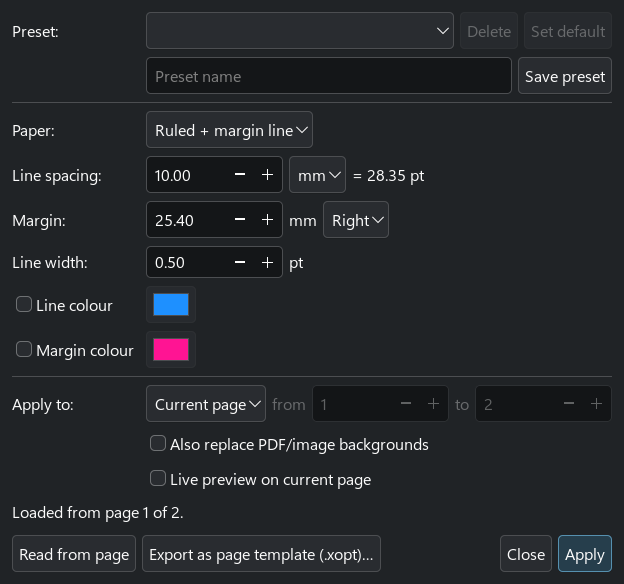 Preset: Delete Set default
Preset name Save preset
Paper: Ruled + margin line
Line spacing: 10.00 − + mm = 28.35 pt
Margin: 25.40 − + mm Right
Line width: 0.50 − + pt
Line colour
Margin colour
Apply to: Current page from 1 − + to 2 − +
Also replace PDF/image backgrounds
Live preview on current page
Loaded from page 1 of 2.
Read from page Export as page template (.xopt)... Close Apply